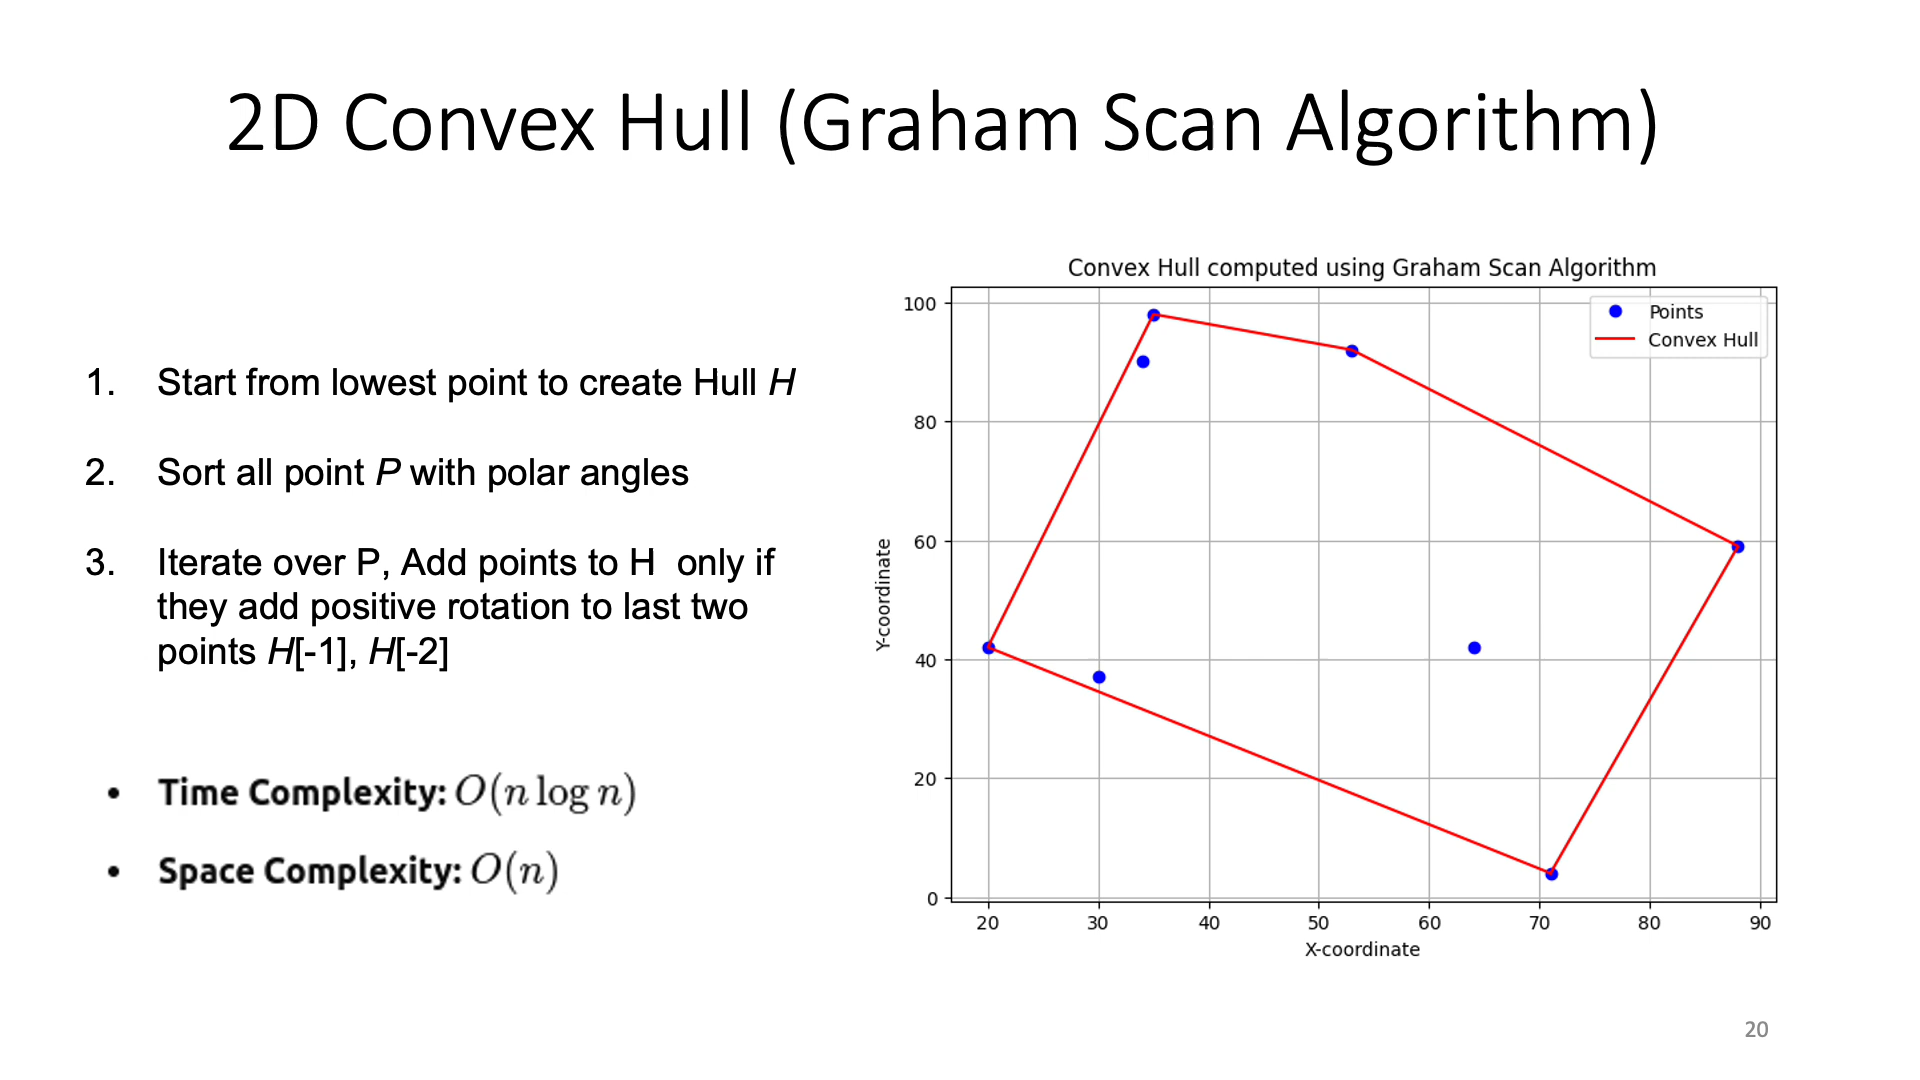 2D Convex Hull (Graham Scan Algorithm)
1. Start from lowest point to create Hull H
2. Sort all point P with polar angles
3. Iterate over P, Add points to H  only if
they add positive rotation to last two
points H[-1], H[-2]
• Time Complexity: O(n log n)
• Space Complexity: O(n)
Convex Hull computed using Graham Scan Algorithm
Points
Convex Hull
100
80
60
40
20
0
Y-coordinate
20 30 40 50 60 70 80 90
X-coordinate
20